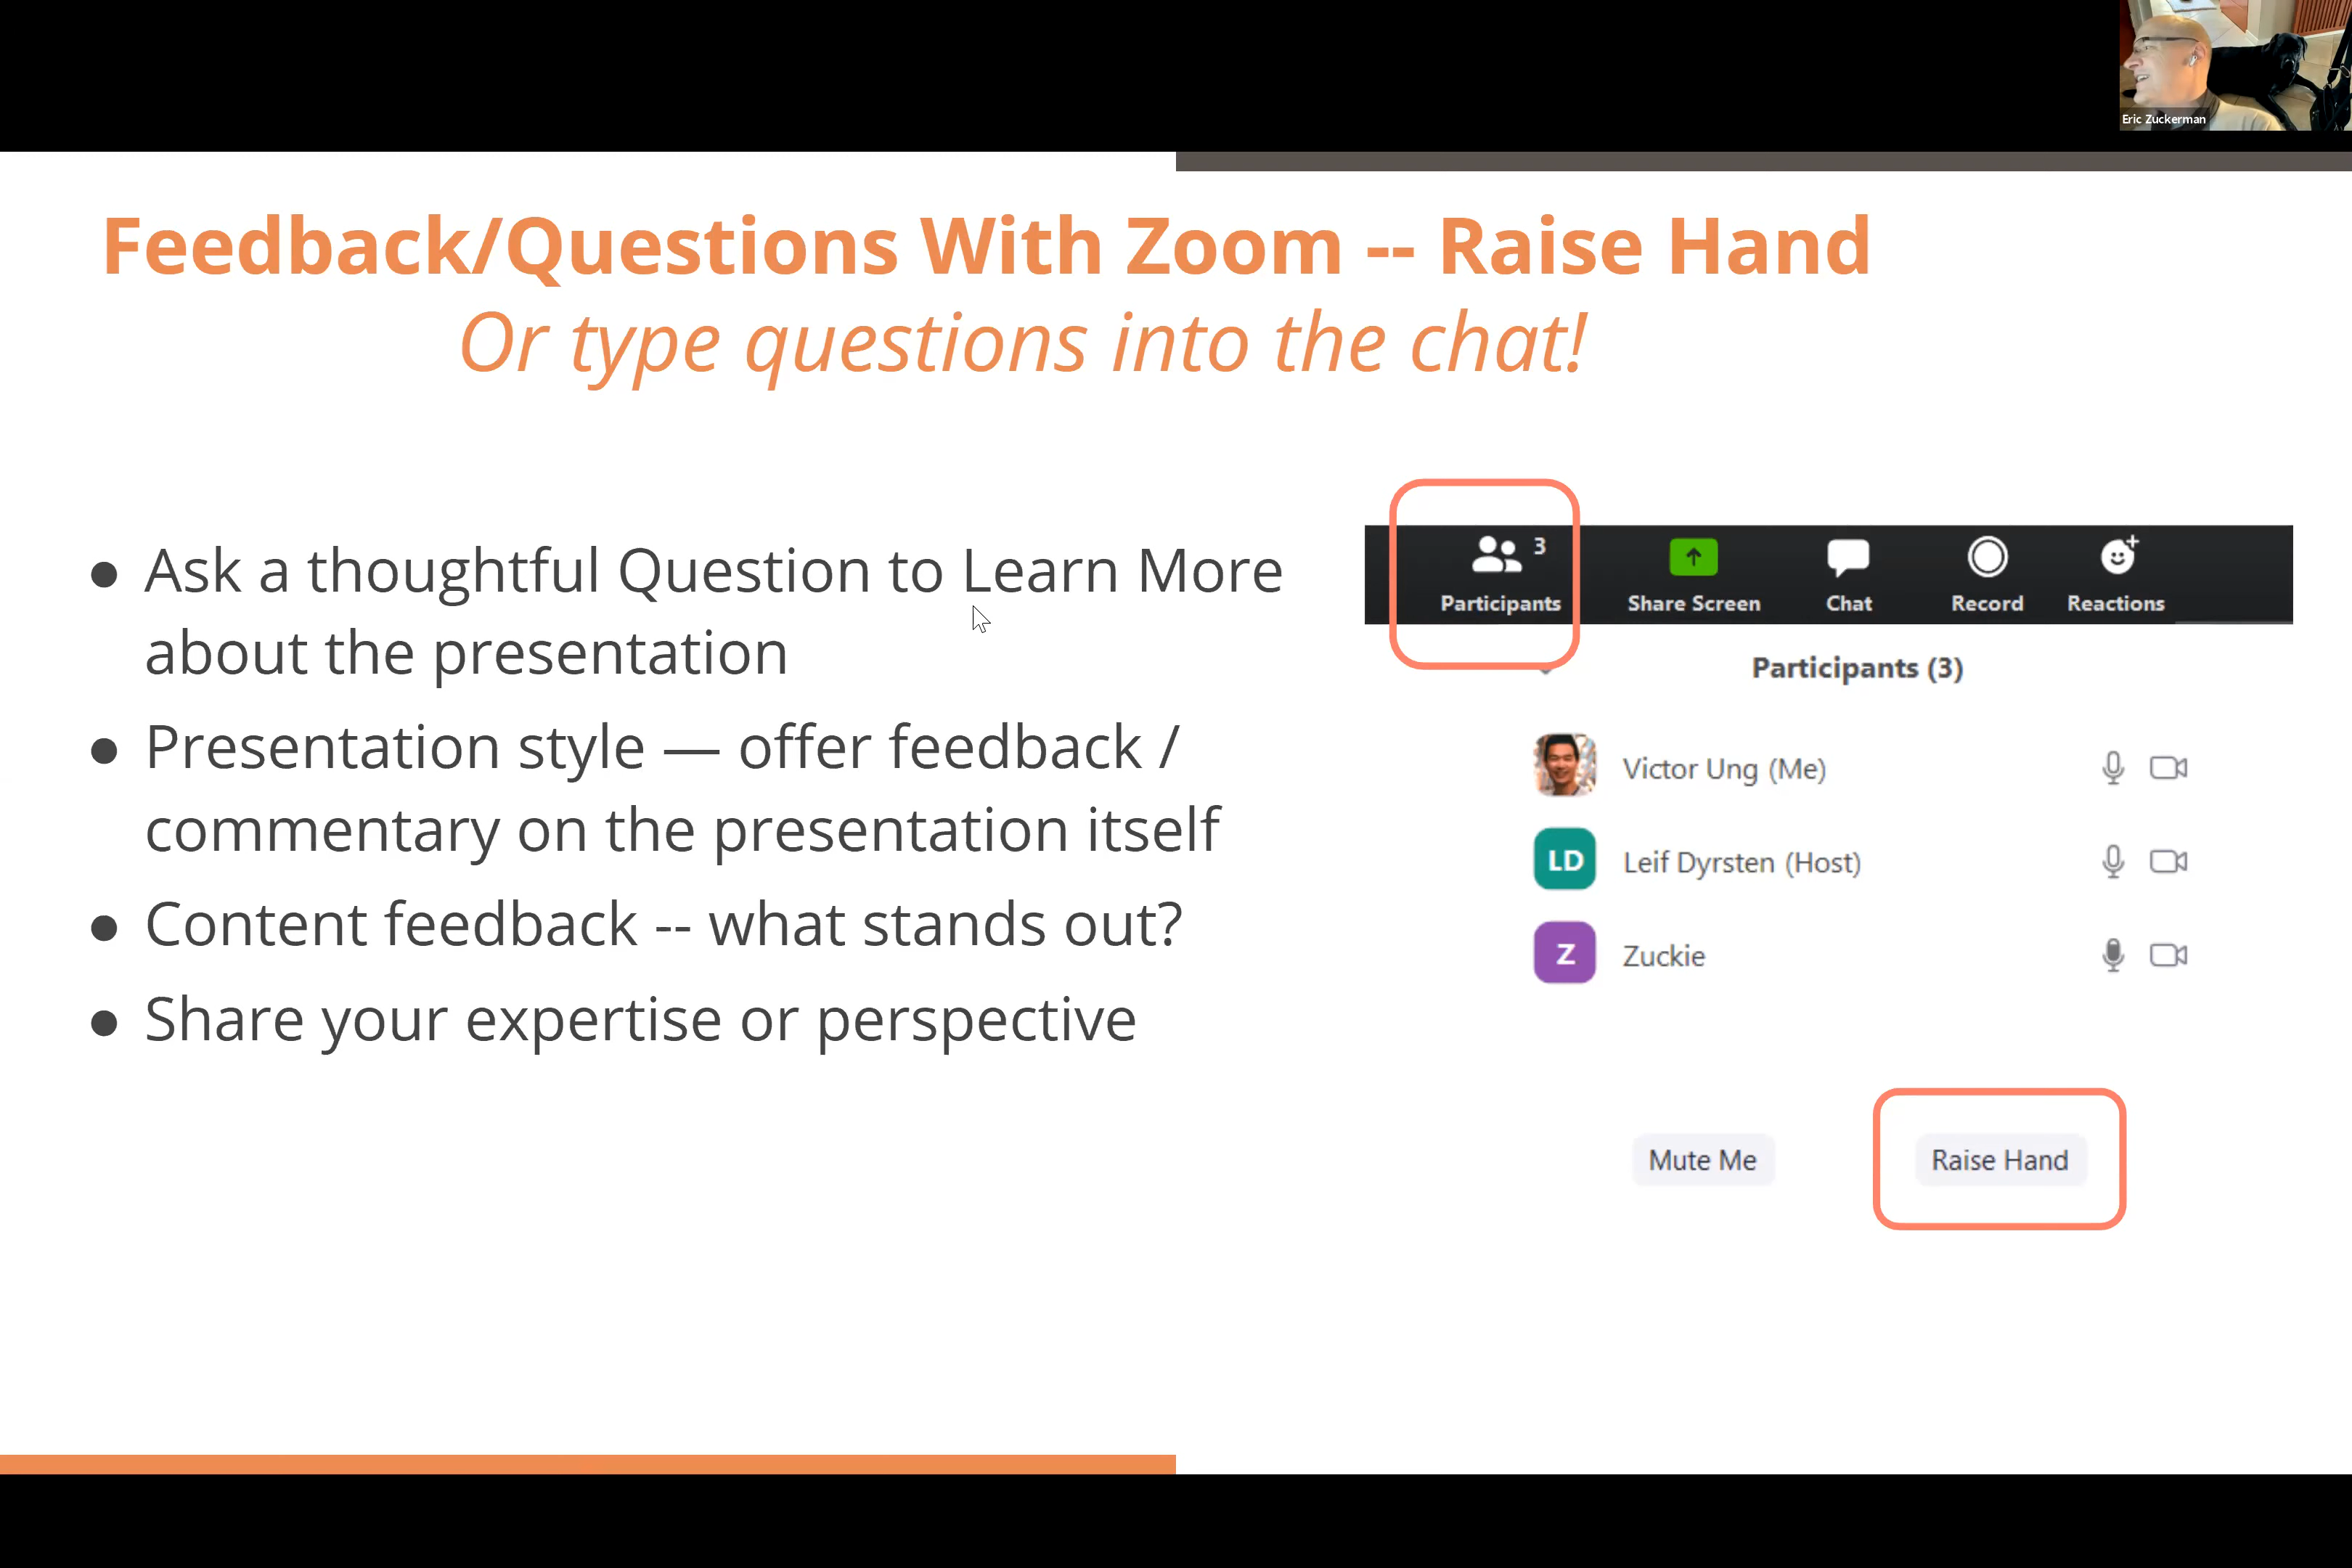 Eric Zuckerman
Feedback/Questions With Zoom -- Raise Hand
Or type questions into the chat!
● Ask a thoughtful Question to Learn More
about the presentation
● Presentation style — offer feedback /
commentary on the presentation itself
● Content feedback -- what stands out?
● Share your expertise or perspective
3
Participants Share Screen Chat Record Reactions
Participants (3)
Victor Ung (Me)
LD Leif Dyrsten (Host)
Z Zuckie
Mute Me Raise Hand